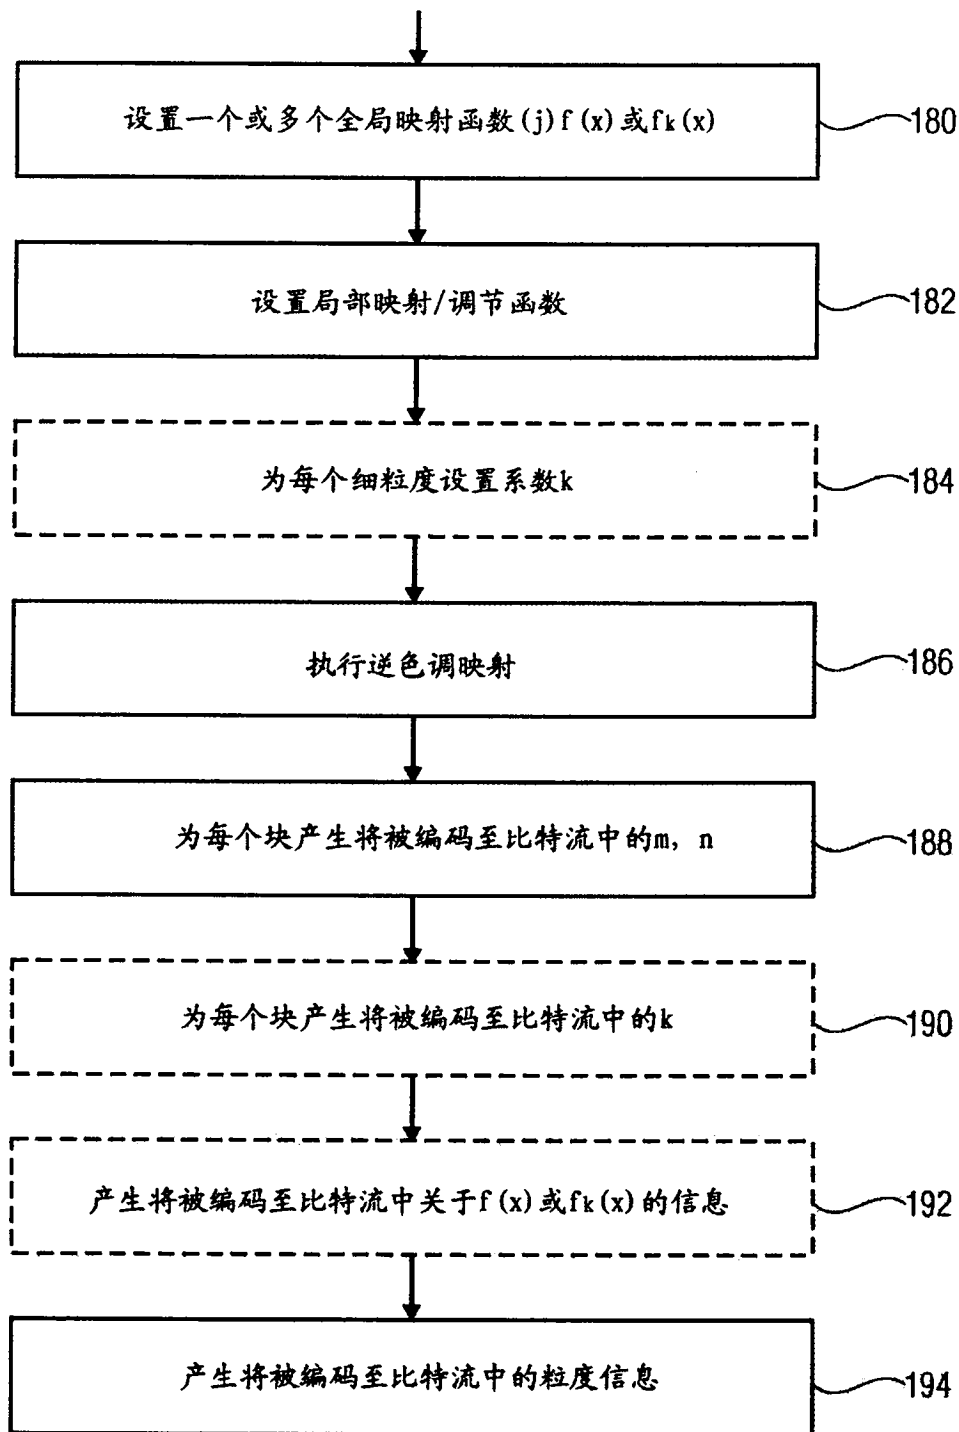 设置一个或多个全局映射函数(j)f(x)或fk(x)
180
设置局部映射/调节函数
182
为每个细粒度设置系数k
184
执行逆色调映射
186
为每个块产生将被编码至比特流中的m, n
188
为每个块产生将被编码至比特流中的k
190
产生将被编码至比特流中关于f(x)或fk(x)的信息
192
产生将被编码至比特流中的粒度信息
194